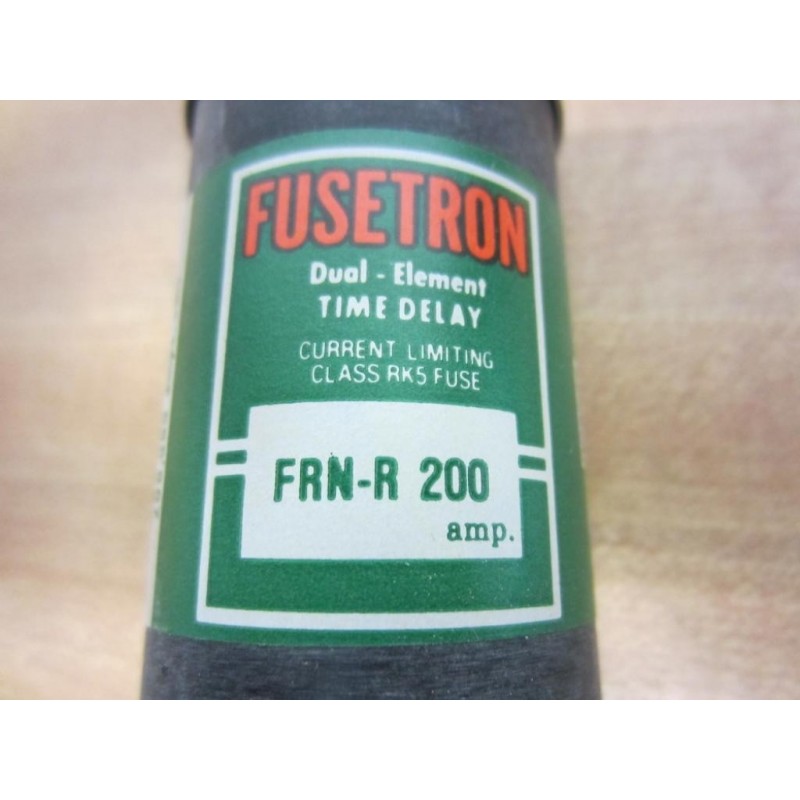 FUSETRON
Dual - Element
TIME DELAY
CURRENT LIMITING
CLASS RK5 FUSE
FRN-R 200
amp.